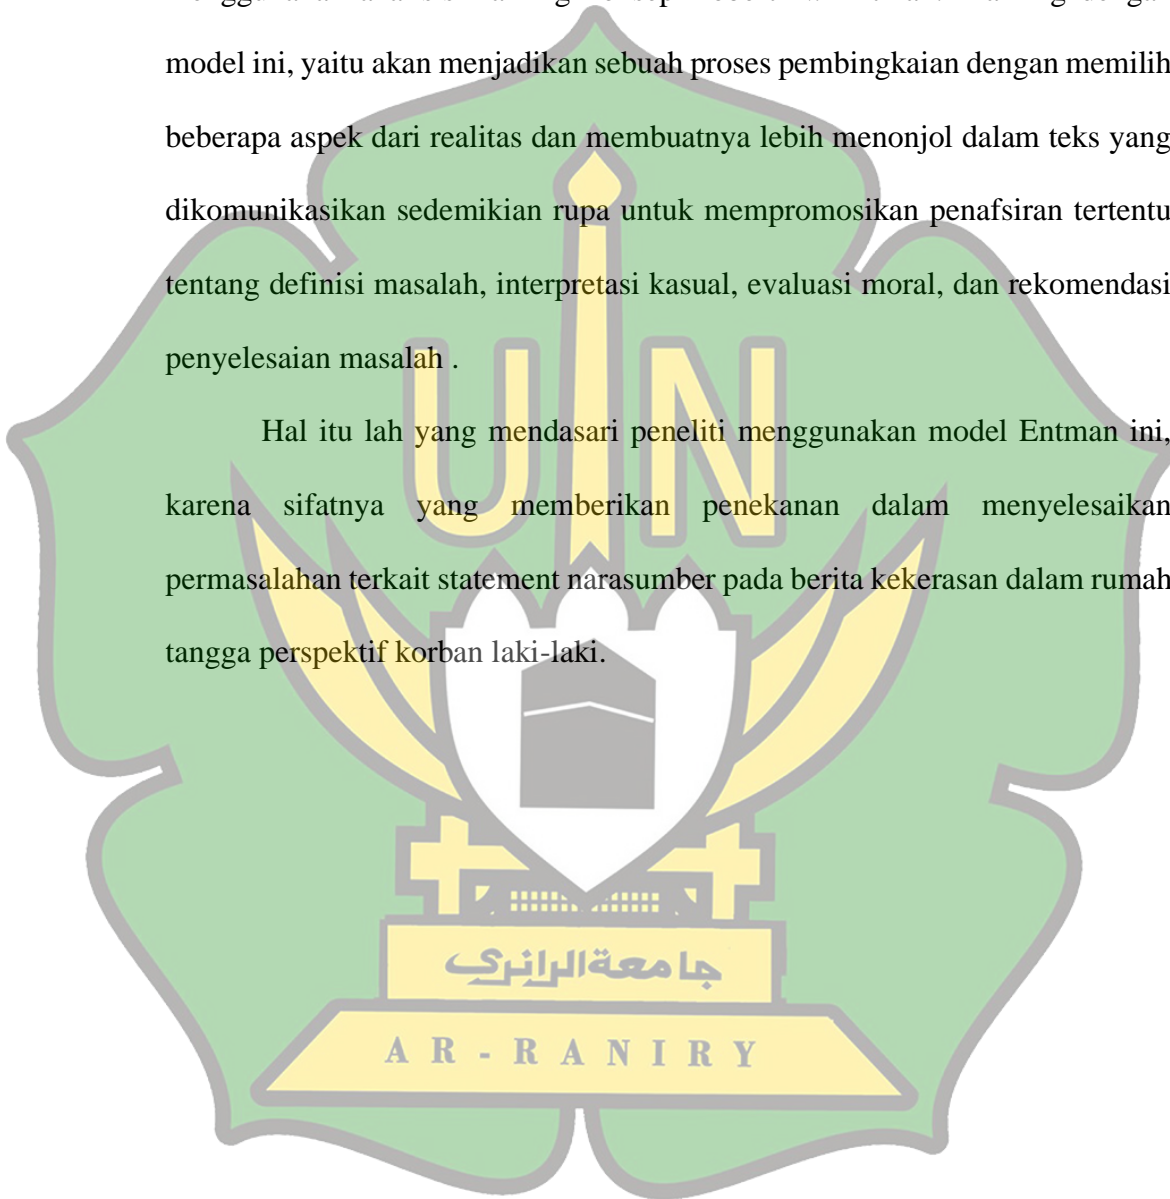 model ini, yaitu akan menjadikan sebuah proses pembingkaian dengan memilih
beberapa aspek dari realitas dan membuatnya lebih menonjol dalam teks yang
dikomunikasikan sedemikian rupa untuk mempromosikan penafsiran tertentu
tentang definisi masalah, interpretasi kasual, evaluasi moral, dan rekomendasi
penyelesaian masalah .
Hal itu lah yang mendasari peneliti menggunakan model Entman ini,
karena sifatnya yang memberikan penekanan dalam menyelesaikan
permasalahan terkait statement narasumber pada berita kekerasan dalam rumah
tangga perspektif korban laki-laki.
UIN
جامعة الرانري
AR-RANIRY